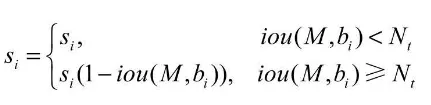 s_i = { s_i, iou(M, b_i) < N_t
s_i(1 − iou(M, b_i)), iou(M, b_i) ⩾ N_t